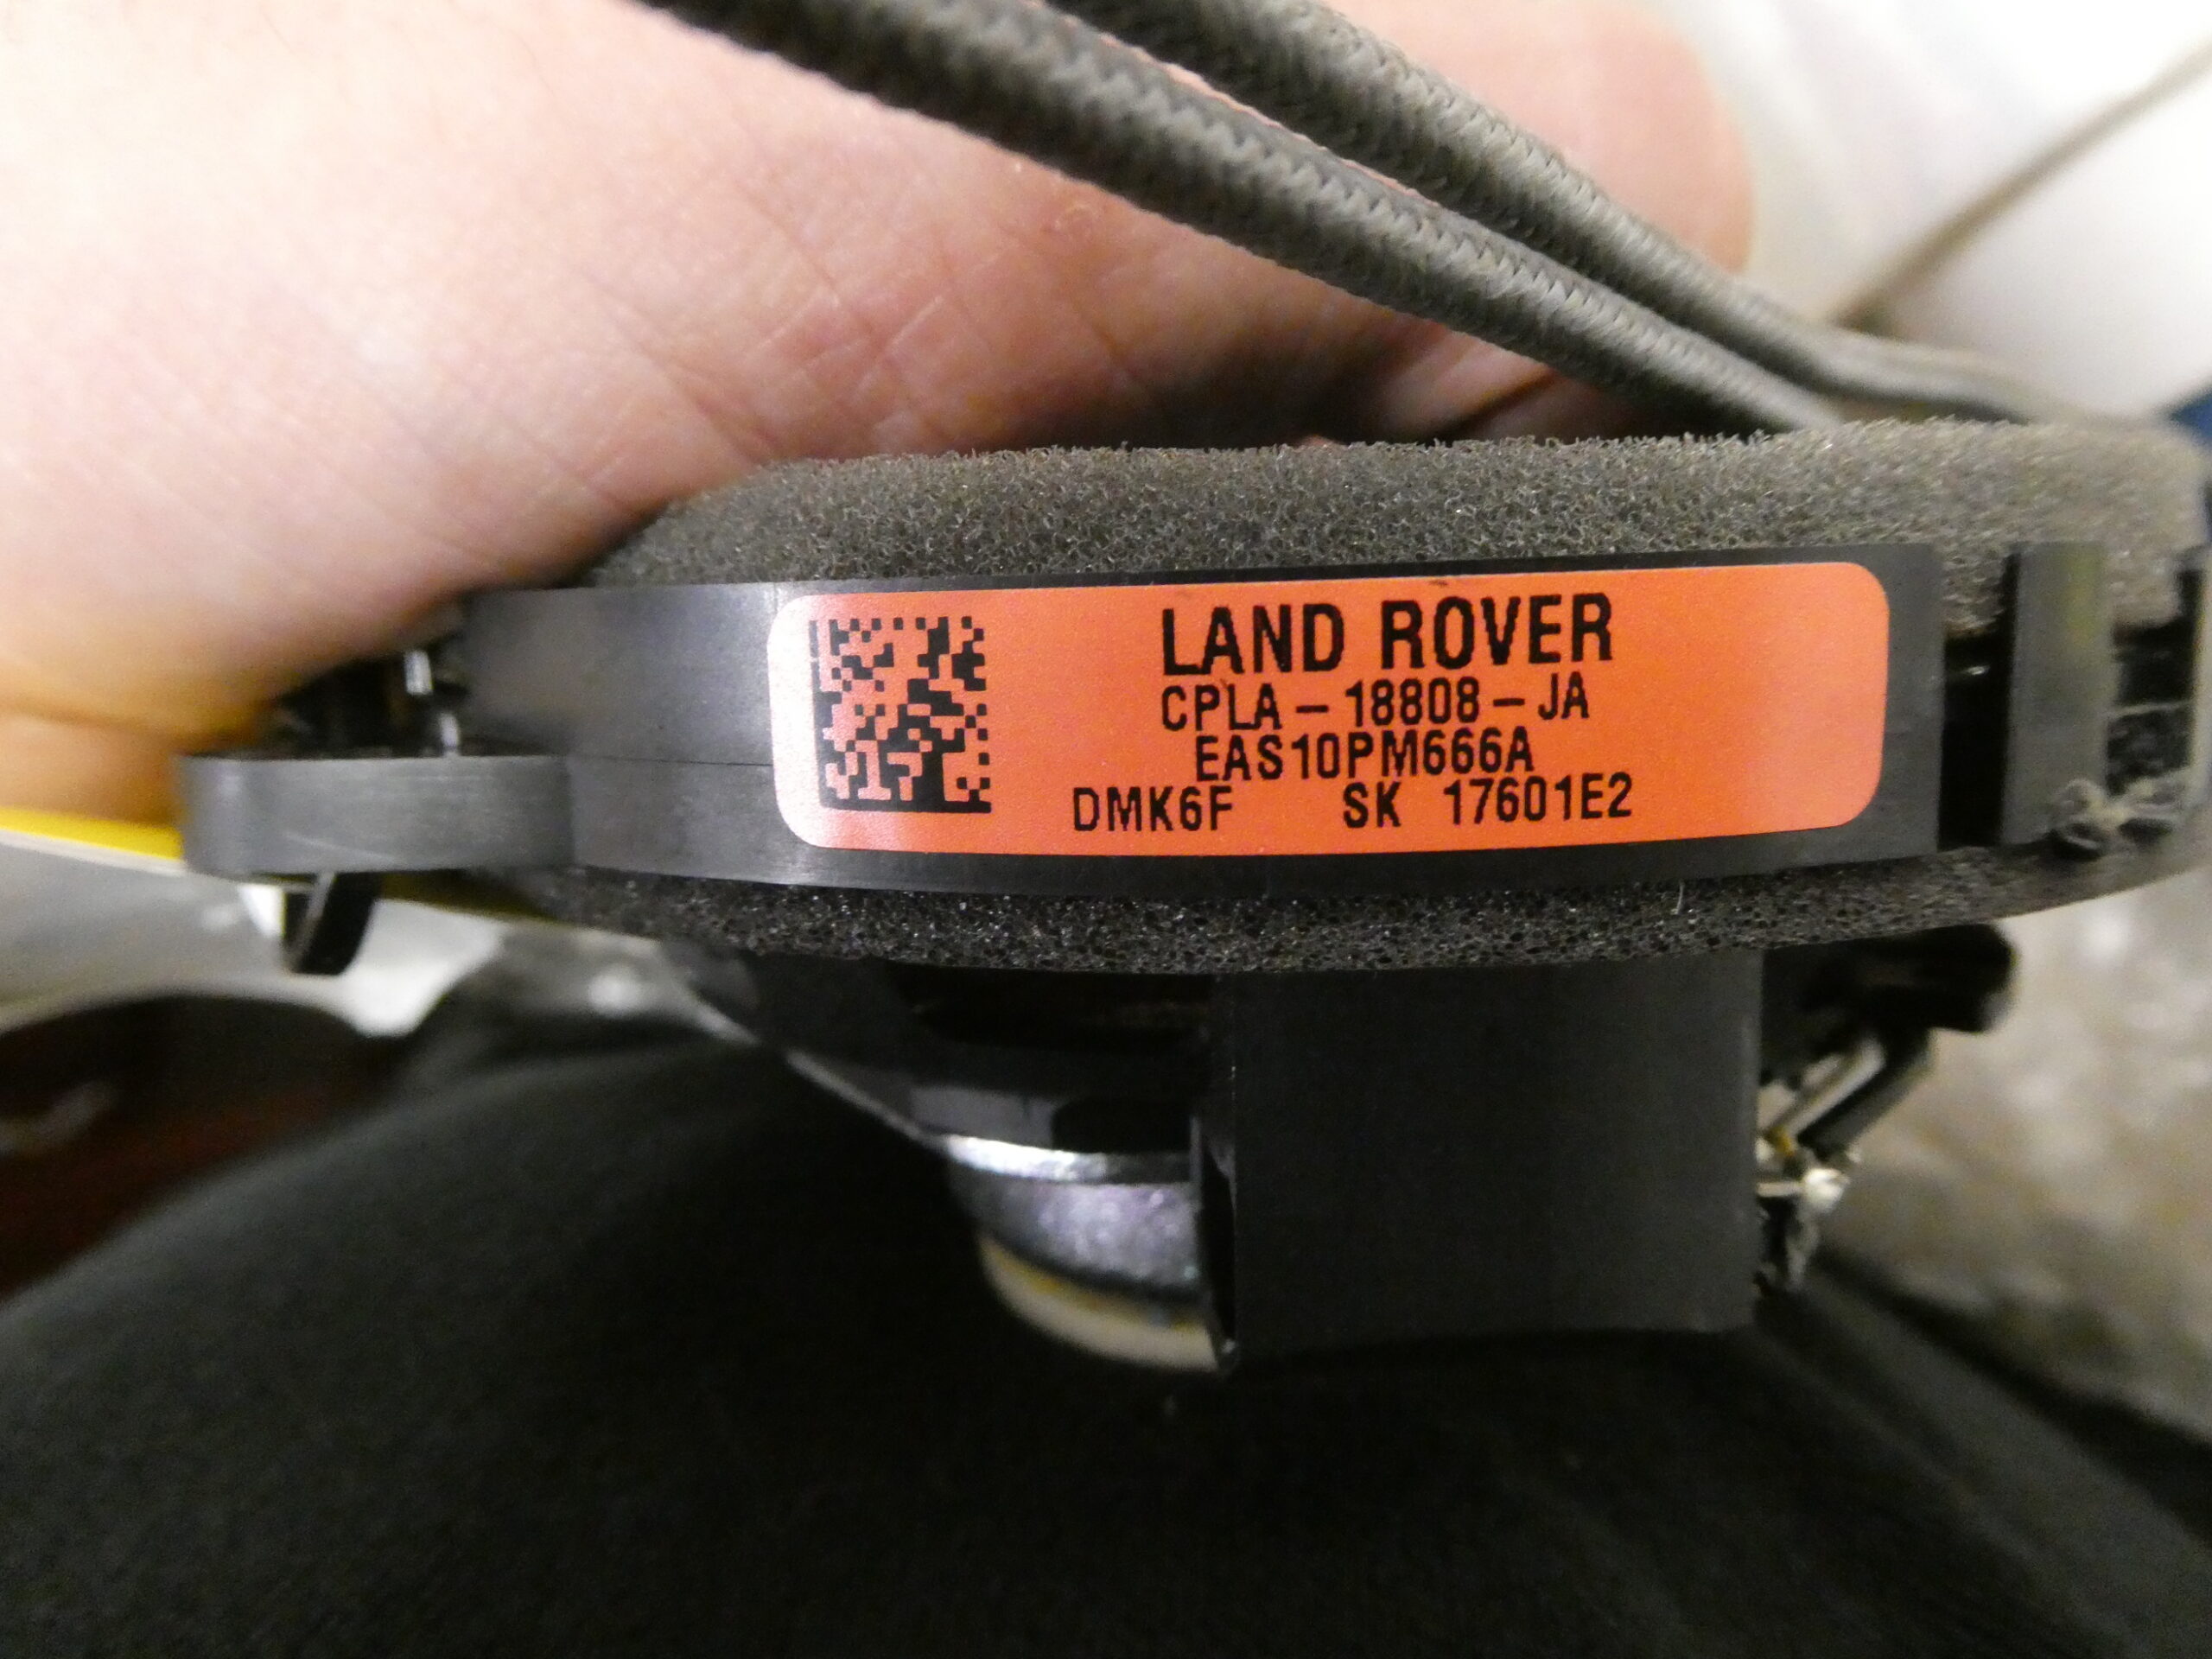 LAND ROVER
CPLA-18808-JA
EAS10PM666A
DMK6F SK 17601E2